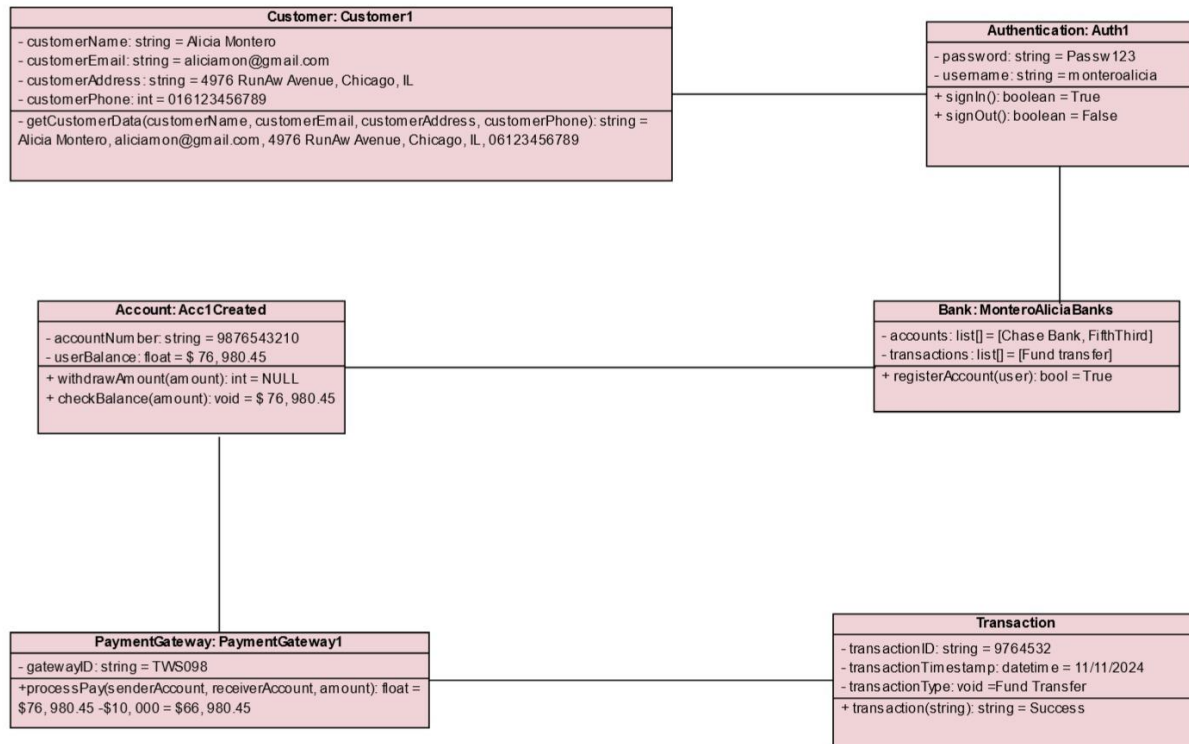 Customer: Customer1
- customerName: string = Alicia Montero
- customerEmail: string = aliciamon@gmail.com
- customerAddress: string = 4976 RunAw Avenue, Chicago, IL
- customerPhone: int = 016123456789
- getCustomerData(customerName, customerEmail, customerAddress, customerPhone): string =
Alicia Montero, aliciamon@gmail.com, 4976 RunAw Avenue, Chicago, IL, 06123456789
Authentication: Auth1
- password: string = Passw123
- username: string = monteroalicia
+ signIn(): boolean = True
+ signOut(): boolean = False
Account: Acc1Created
- accountNumber: string = 9876543210
- userBalance: float = $ 76, 980.45
+ withdrawAmount(amount): int = NULL
+ checkBalance(amount): void = $ 76, 980.45
Bank: MonteroAliciaBanks
- accounts: list[] = [Chase Bank, FifthThird]
- transactions: list[] = [Fund transfer]
+ registerAccount(user): bool = True
PaymentGateway: PaymentGateway1
- gatewayID: string = TWS098
+processPay(senderAccount, receiverAccount, amount): float =
$76, 980.45 -$10, 000 = $66, 980.45
Transaction
- transactionID: string = 9764532
- transactionTimestamp: datetime = 11/11/2024
- transactionType: void =Fund Transfer
+ transaction(string): string = Success